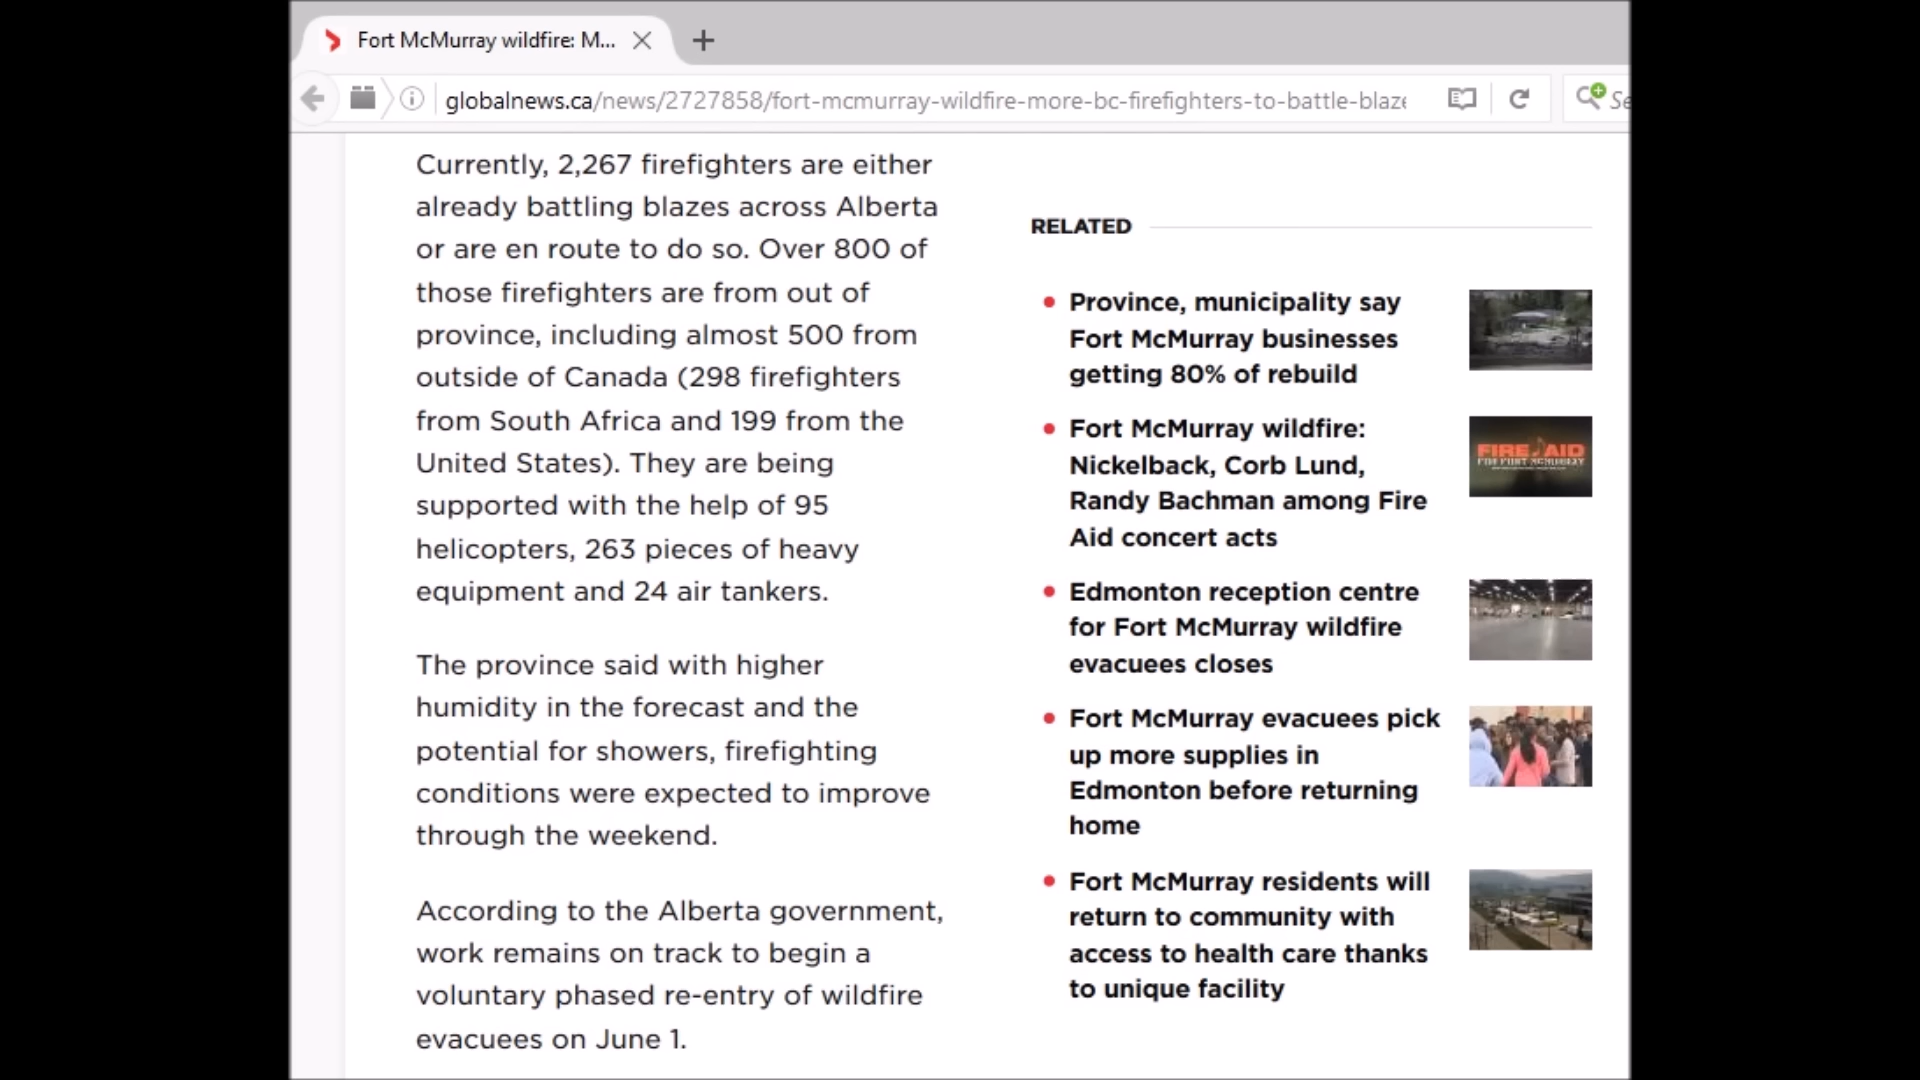 Fort McMurray wildfire: M...
globalnews.ca/news/2727858/fort-mcmurray-wildfire-more-bc-firefighters-to-battle-blaze
Se
Currently, 2,267 firefighters are either
already battling blazes across Alberta
or are en route to do so. Over 800 of
those firefighters are from out of
province, including almost 500 from
outside of Canada (298 firefighters
from South Africa and 199 from the
United States). They are being
supported with the help of 95
helicopters, 263 pieces of heavy
equipment and 24 air tankers.
The province said with higher
humidity in the forecast and the
potential for showers, firefighting
conditions were expected to improve
through the weekend.
According to the Alberta government,
work remains on track to begin a
voluntary phased re-entry of wildfire
evacuees on June 1.
RELATED
Province, municipality say
Fort McMurray businesses
getting 80% of rebuild
Fort McMurray wildfire:
Nickelback, Corb Lund,
Randy Bachman among Fire
Aid concert acts
FIRE AID
FOR FORT MCMURRAY
Edmonton reception centre
for Fort McMurray wildfire
evacuees closes
Fort McMurray evacuees pick
up more supplies in
Edmonton before returning
home
Fort McMurray residents will
return to community with
access to health care thanks
to unique facility